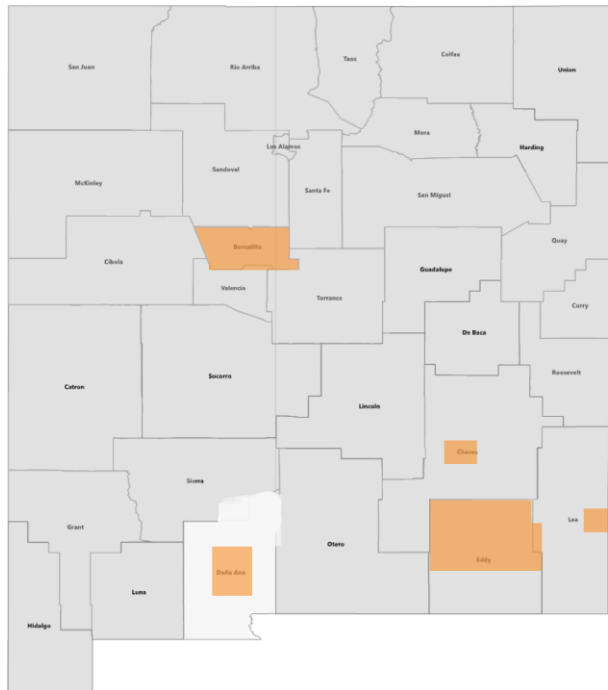 San Juan
Rio Arriba
Taos
Colfax
Union
Mora
Harding
Los Alamos
Sandoval
McKinley
Santa Fe
San Miguel
Bernalillo
Quay
Cibola
Guadalupe
Valencia
Torrance
Curry
De Baca
Roosevelt
Catron
Socorro
Lincoln
Chaves
Sierra
Lea
Grant
Otero
Eddy
Doña Ana
Luna
Hidalgo